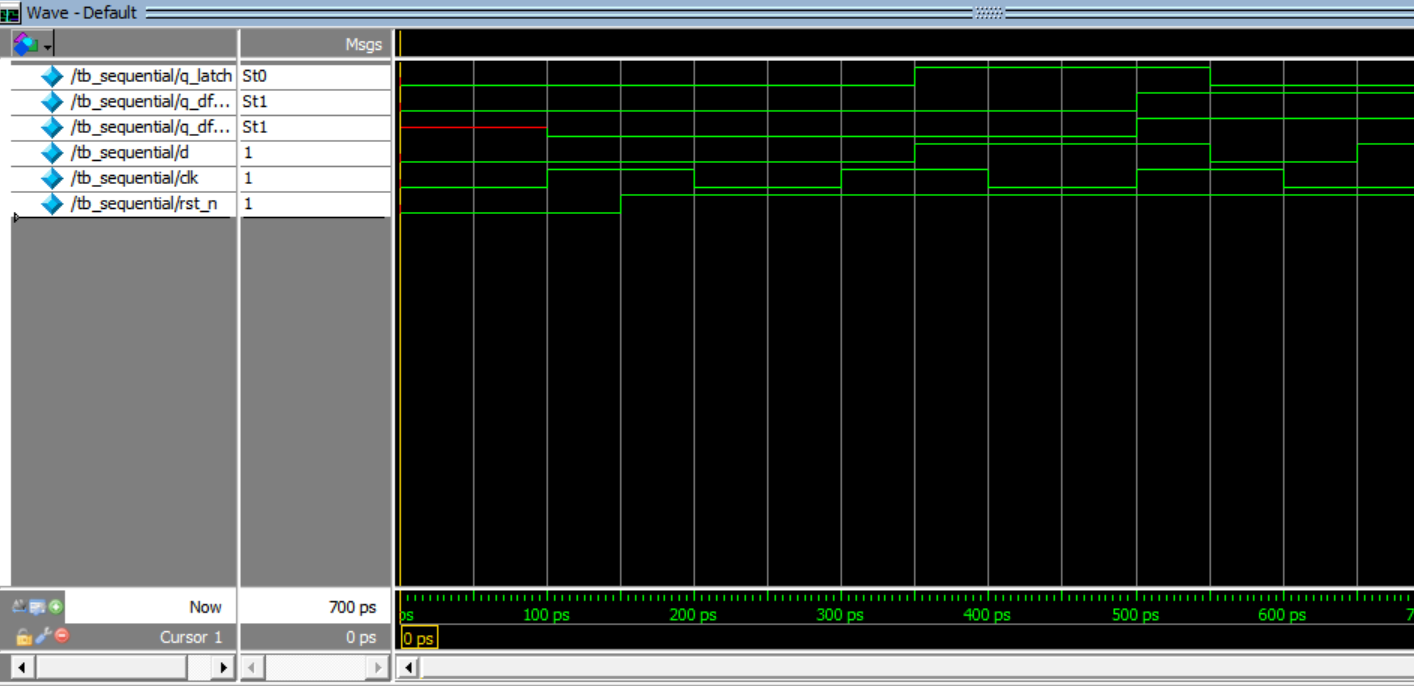 Wave - Default
Msgs
/tb_sequential/q_latch St0
/tb_sequential/q_df... St1
/tb_sequential/q_df... St1
/tb_sequential/d 1
/tb_sequential/clk 1
/tb_sequential/rst_n 1
Now 700 ps
ps 100 ps 200 ps 300 ps 400 ps 500 ps 600 ps 7
Cursor 1 0 ps 0 ps